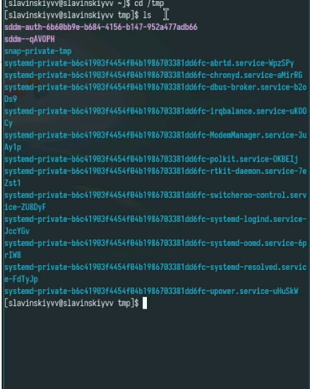 [slavinskiyvv@slavinskiyvv ~]$ cd /tmp
[slavinskiyvv@slavinskiyvv tmp]$ ls
sddm-auth-6b60bb9e-b684-4156-b147-952a477adb66
sddm--qAVOPH
snap-private-tmp
systemd-private-b6c41903f4454f04b1986703381dd6fc-abrtd.service-WpzSPy
systemd-private-b6c41903f4454f04b1986703381dd6fc-chronyd.service-aMirRG
systemd-private-b6c41903f4454f04b1986703381dd6fc-dbus-broker.service-b2o
Ds9
systemd-private-b6c41903f4454f04b1986703381dd6fc-irqbalance.service-uKOO
Cy
systemd-private-b6c41903f4454f04b1986703381dd6fc-ModemManager.service-3u
Ay1p
systemd-private-b6c41903f4454f04b1986703381dd6fc-polkit.service-OKBEIj
systemd-private-b6c41903f4454f04b1986703381dd6fc-rtkit-daemon.service-7e
Zst1
systemd-private-b6c41903f4454f04b1986703381dd6fc-switcheroo-control.serv
ice-ZU8DyF
systemd-private-b6c41903f4454f04b1986703381dd6fc-systemd-logind.service-
JccYGv
systemd-private-b6c41903f4454f04b1986703381dd6fc-systemd-oomd.service-6p
rIW8
systemd-private-b6c41903f4454f04b1986703381dd6fc-systemd-resolved.servic
e-FdTyJp
systemd-private-b6c41903f4454f04b1986703381dd6fc-upower.service-uHuSkW
[slavinskiyvv@slavinskiyvv tmp]$